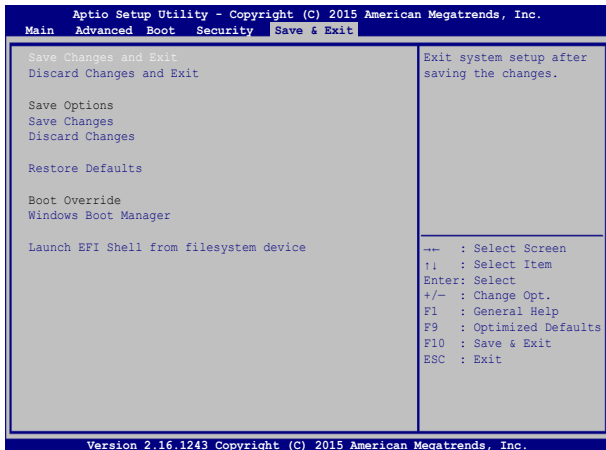 Aptio Setup Utility - Copyright (C) 2015 American Megatrends, Inc.
Main Advanced Boot Security Save & Exit
Save Changes and Exit
Discard Changes and Exit
Save Options
Save Changes
Discard Changes
Restore Defaults
Boot Override
Windows Boot Manager
Launch EFI Shell from filesystem device
Exit system setup after
saving the changes.
→← : Select Screen
↑↓ : Select Item
Enter: Select
+/— : Change Opt.
F1 : General Help
F9 : Optimized Defaults
F10 : Save & Exit
ESC : Exit
Version 2.16.1243 Copyright (C) 2015 American Megatrends, Inc.